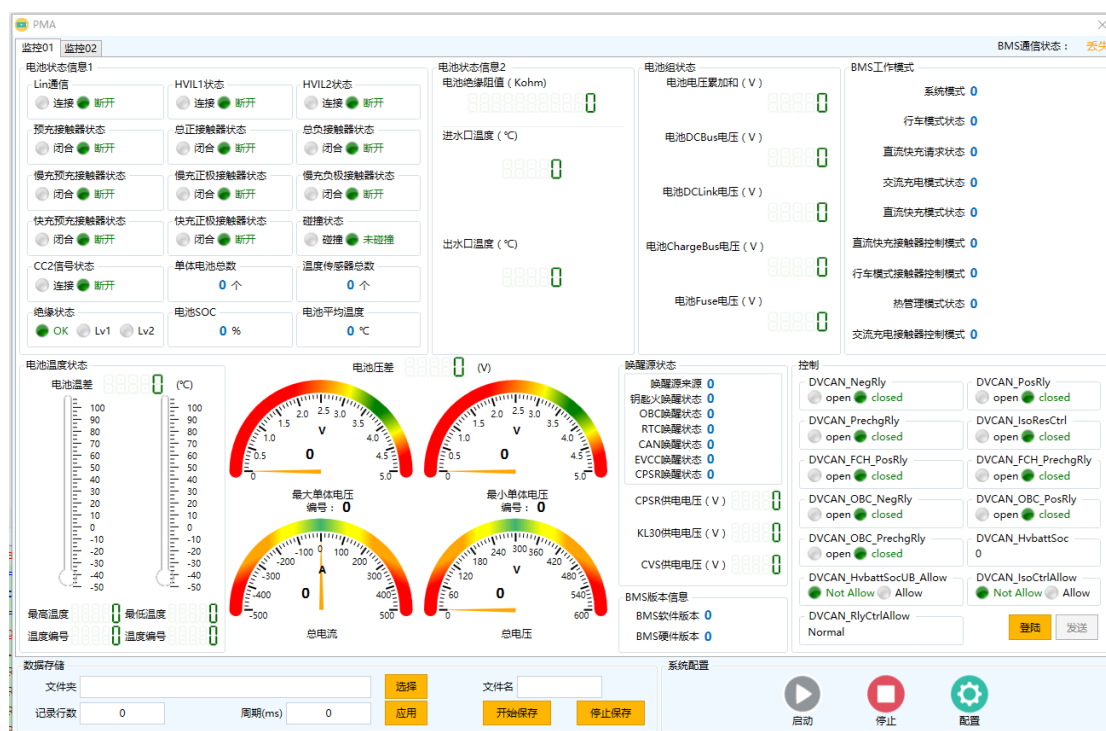 PMA
监控01 监控02
BMS通信状态： 丢失
电池状态信息1
Lin通信 HVIL1状态 HVIL2状态
连接 断开 连接 断开 连接 断开
预充接触器状态 总正接触器状态 总负接触器状态
闭合 断开 闭合 断开 闭合 断开
慢充预充接触器状态 慢充正极接触器状态 慢充负极接触器状态
闭合 断开 闭合 断开 闭合 断开
快充预充接触器状态 快充正极接触器状态 碰撞状态
闭合 断开 闭合 断开 碰撞 未碰撞
CC2信号状态 单体电池总数 温度传感器总数
连接 断开 0 个 0 个
绝缘状态 电池SOC 电池平均温度
OK Lv1 Lv2 0 % 0 ℃
电池状态信息2
电池绝缘阻值 ( Kohm)
0
进水口温度 ( ℃)
0
出水口温度 ( ℃)
0
电池组状态
电池电压累加和 ( V )
0
电池DCBus电压 ( V )
0
电池DCLink电压 ( V )
0
电池ChargeBus电压 ( V )
0
电池Fuse电压 ( V )
0
BMS工作模式
系统模式 0
行车模式状态 0
直流快充请求状态 0
交流充电模式状态 0
直流快充模式状态 0
直流快充接触器控制模式 0
行车模式接触器控制模式 0
热管理模式状态 0
交流充电接触器控制模式 0
电池温度状态
电池温差 0 (℃)
100 100
90 90
80 80
70 70
60 60
50 50
40 40
30 30
20 20
10 10
0 0
-10 -10
-20 -20
-30 -30
-40 -40
-50 -50
最高温度 0 最低温度 0
温度编号 0 温度编号 0
电池压差 0 (V)
0 0.5 1.0 1.5 2.0 2.5 3.0 3.5 4.0 4.5 5.0
V
0
最大单体电压
编号： 0
0 0.5 1.0 1.5 2.0 2.5 3.0 3.5 4.0 4.5 5.0
V
0
最小单体电压
编号： 0
-500 -400 -300 -200 -100 0 100 200 300 400 500
A
0
总电流
0 60 120 180 240 300 360 420 480 540 600
V
0
总电压
唤醒源状态
唤醒源来源 0
钥匙火唤醒状态 0
OBC唤醒状态 0
RTC唤醒状态 0
CAN唤醒状态 0
EVCC唤醒状态 0
CPSR唤醒状态 0
CPSR供电电压 ( V ) 0
KL30供电电压 ( V ) 0
CVS供电电压 ( V ) 0
BMS版本信息
BMS软件版本 0
BMS硬件版本 0
控制
DVCAN_NegRly DVCAN_PosRly
open closed open closed
DVCAN_PrechgRly DVCAN_IsoResCtrl
open closed open closed
DVCAN_FCH_PosRly DVCAN_FCH_PrechgRly
open closed open closed
DVCAN_OBC_NegRly DVCAN_OBC_PosRly
open closed open closed
DVCAN_OBC_PrechgRly DVCAN_HvbattSoc
open closed 0
DVCAN_HvbattSocUB_Allow DVCAN_IsoCtrlAllow
Not Allow Allow Not Allow Allow
DVCAN_RlyCtrlAllow
Normal
登陆 发送
数据存储
文件夹 选择 文件名
记录行数 0 周期(ms) 0 应用 开始保存 停止保存
系统配置
启动 停止 配置